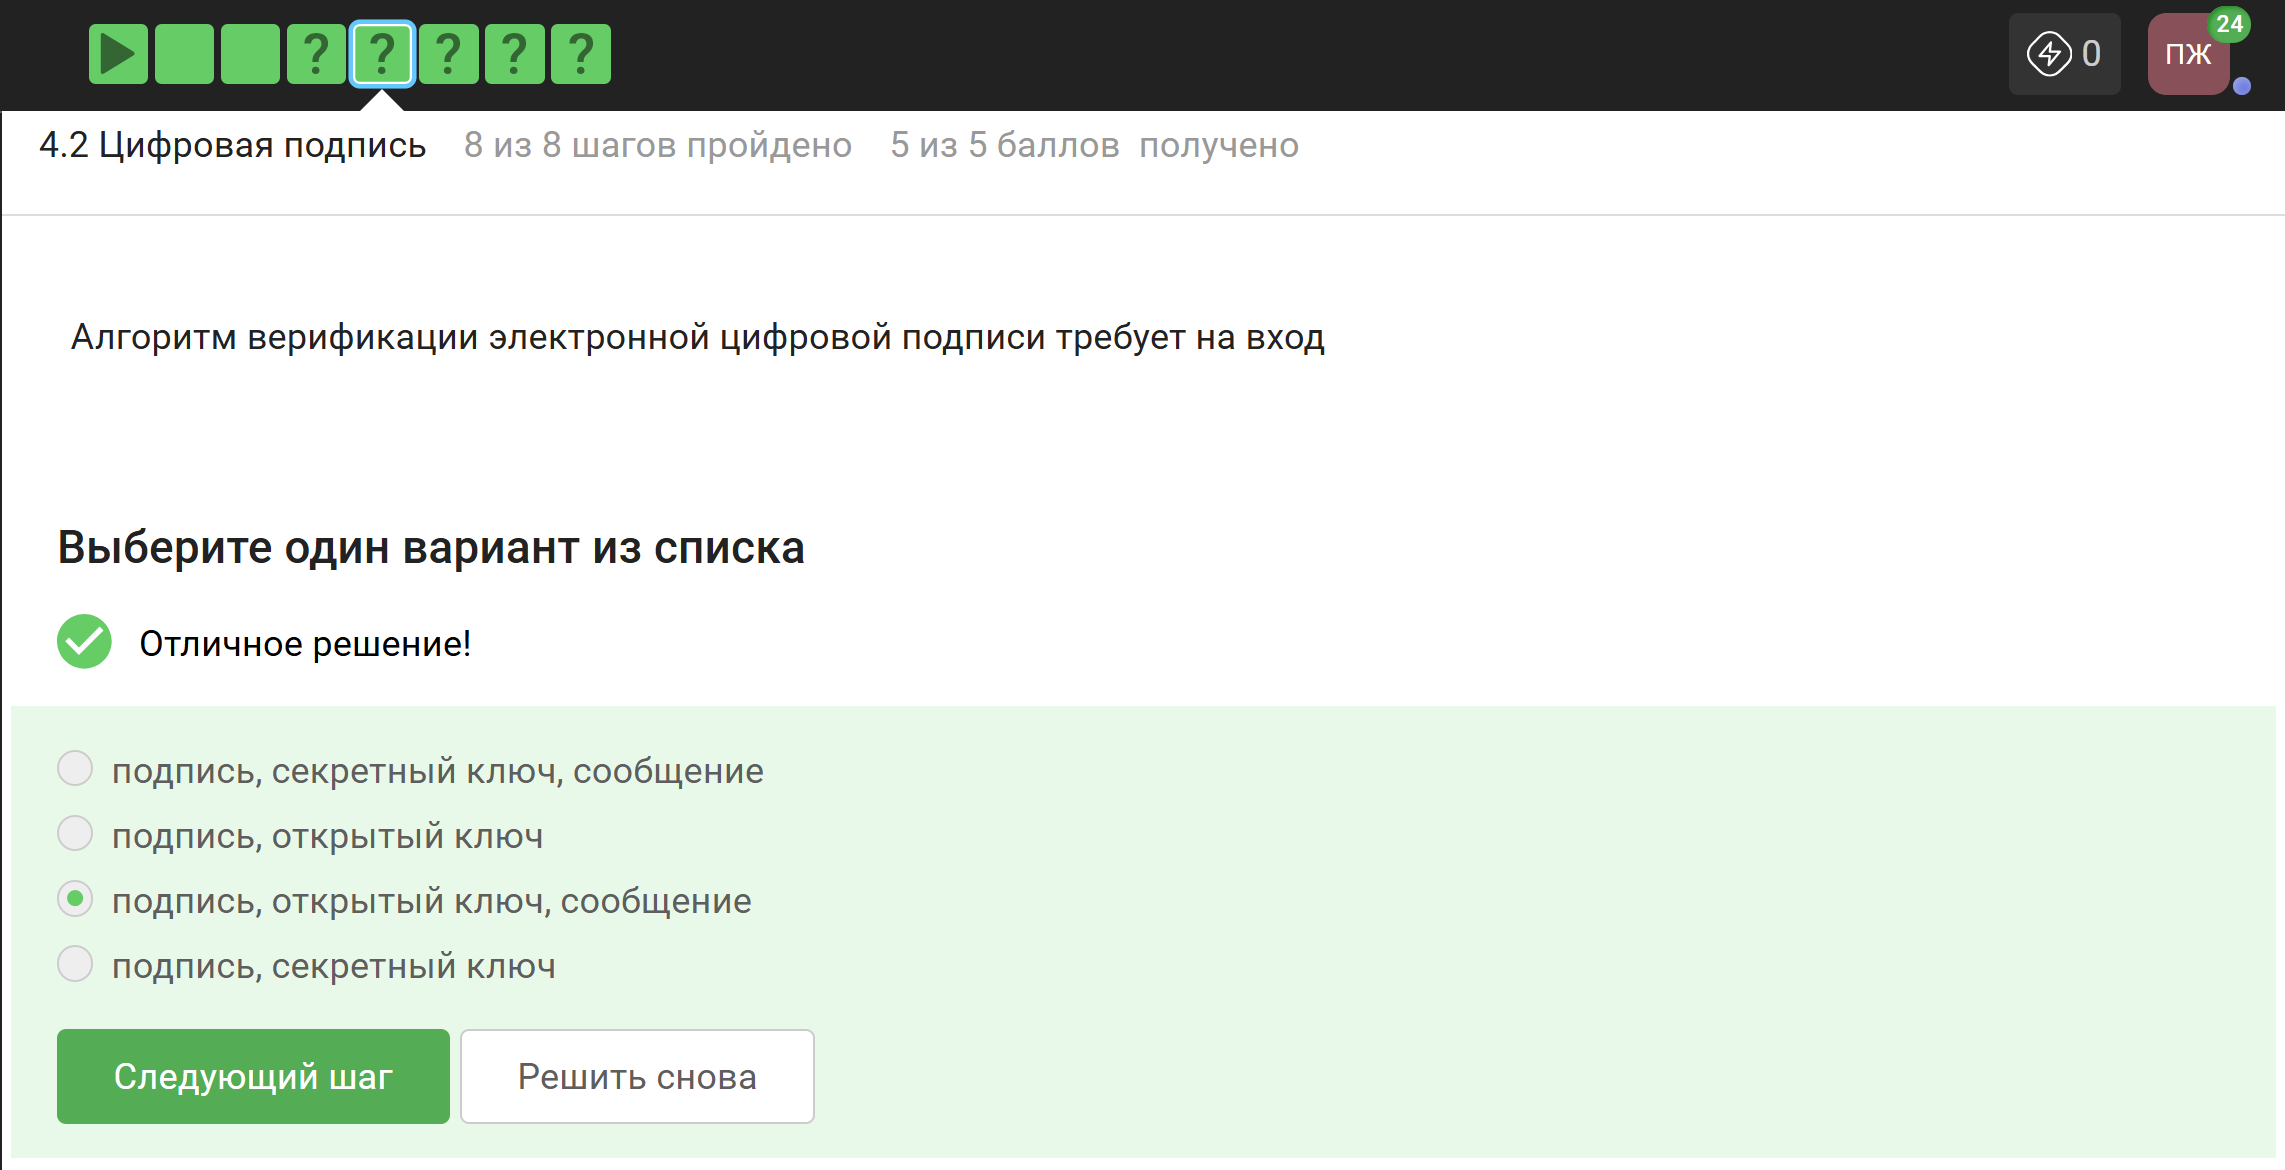 ? ? ? ? ?
0
ПЖ
24
4.2 Цифровая подпись 8 из 8 шагов пройдено 5 из 5 баллов получено
Алгоритм верификации электронной цифровой подписи требует на вход
Выберите один вариант из списка
Отличное решение!
подпись, секретный ключ, сообщение
подпись, открытый ключ
подпись, открытый ключ, сообщение
подпись, секретный ключ
Следующий шаг
Решить снова